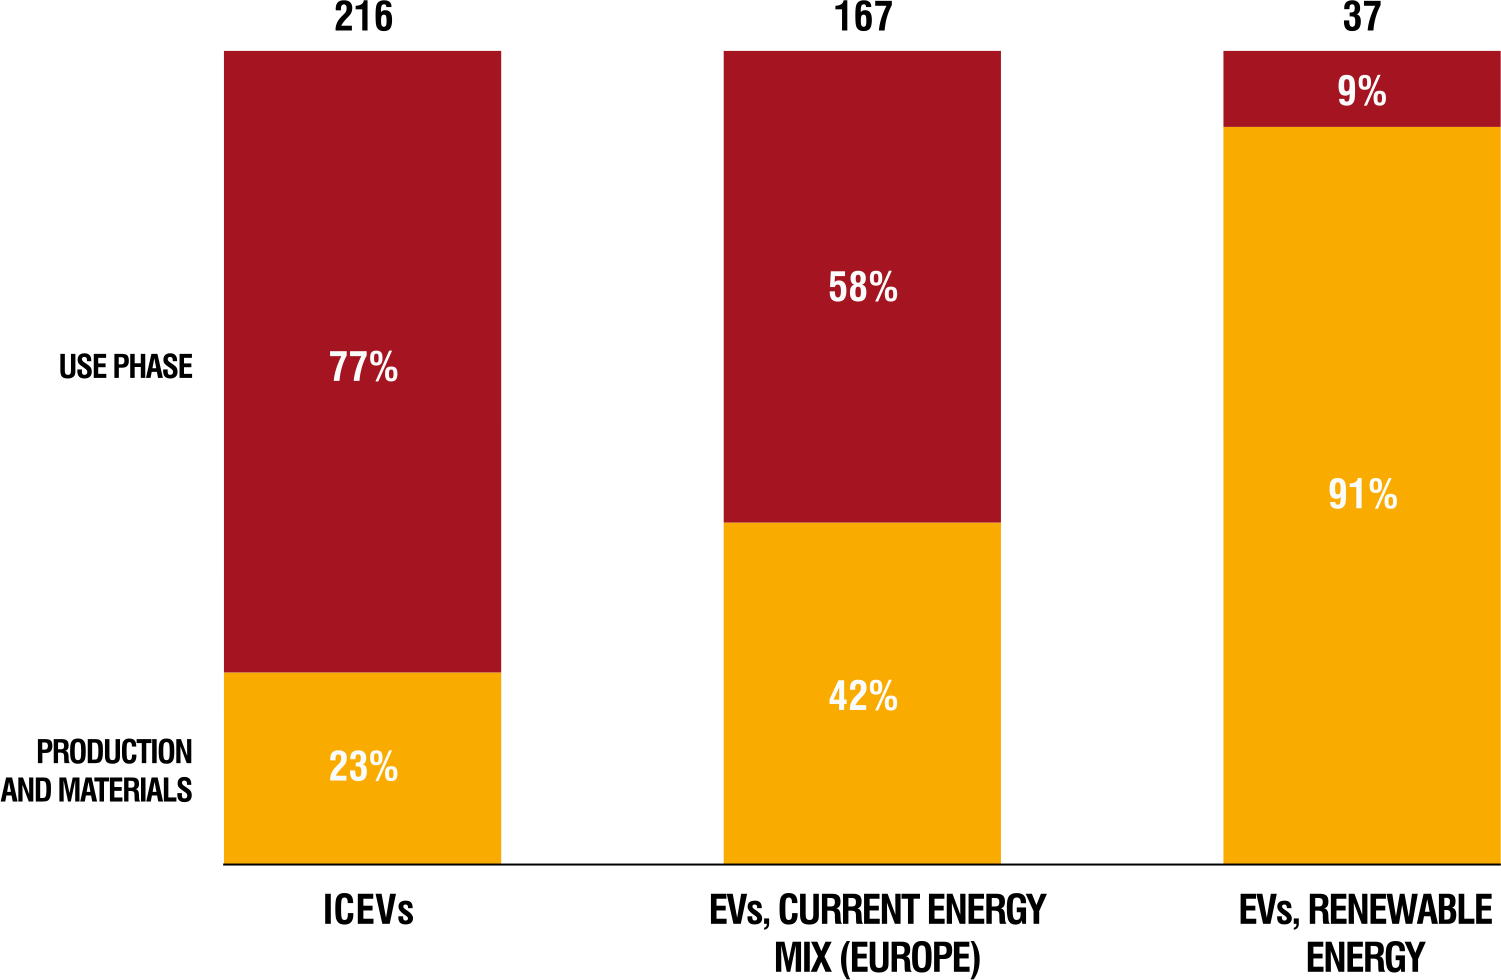 216
167
37
9%
58%
USE PHASE
77%
91%
42%
PRODUCTION
AND MATERIALS
23%
ICEVs
EVs, CURRENT ENERGY
MIX (EUROPE)
EVs, RENEWABLE
ENERGY